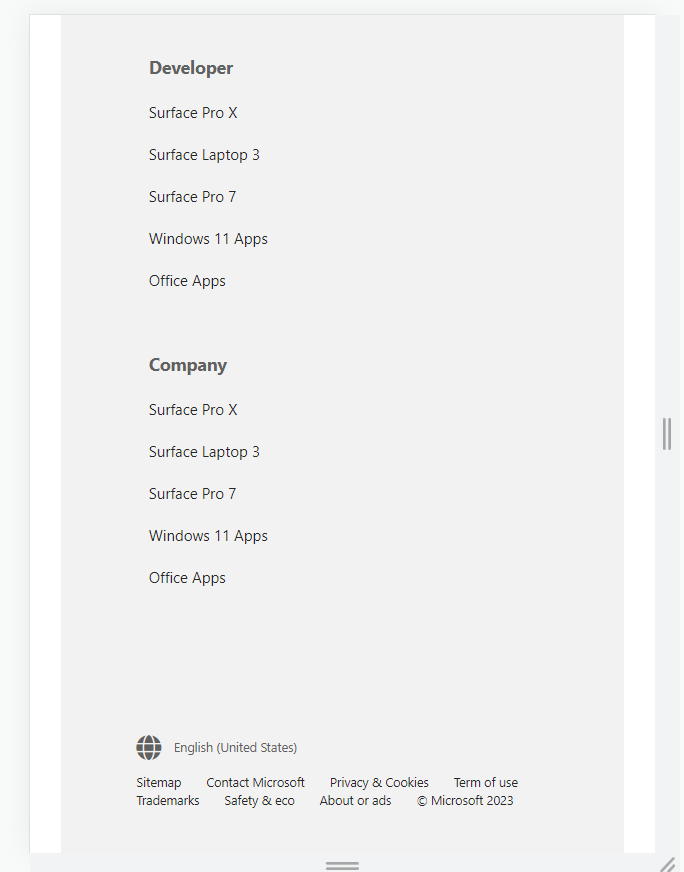 Developer
Surface Pro X
Surface Laptop 3
Surface Pro 7
Windows 11 Apps
Office Apps
Company
Surface Pro X
Surface Laptop 3
Surface Pro 7
Windows 11 Apps
Office Apps
English (United States)
Sitemap Contact Microsoft Privacy & Cookies Term of use
Trademarks Safety & eco About or ads © Microsoft 2023